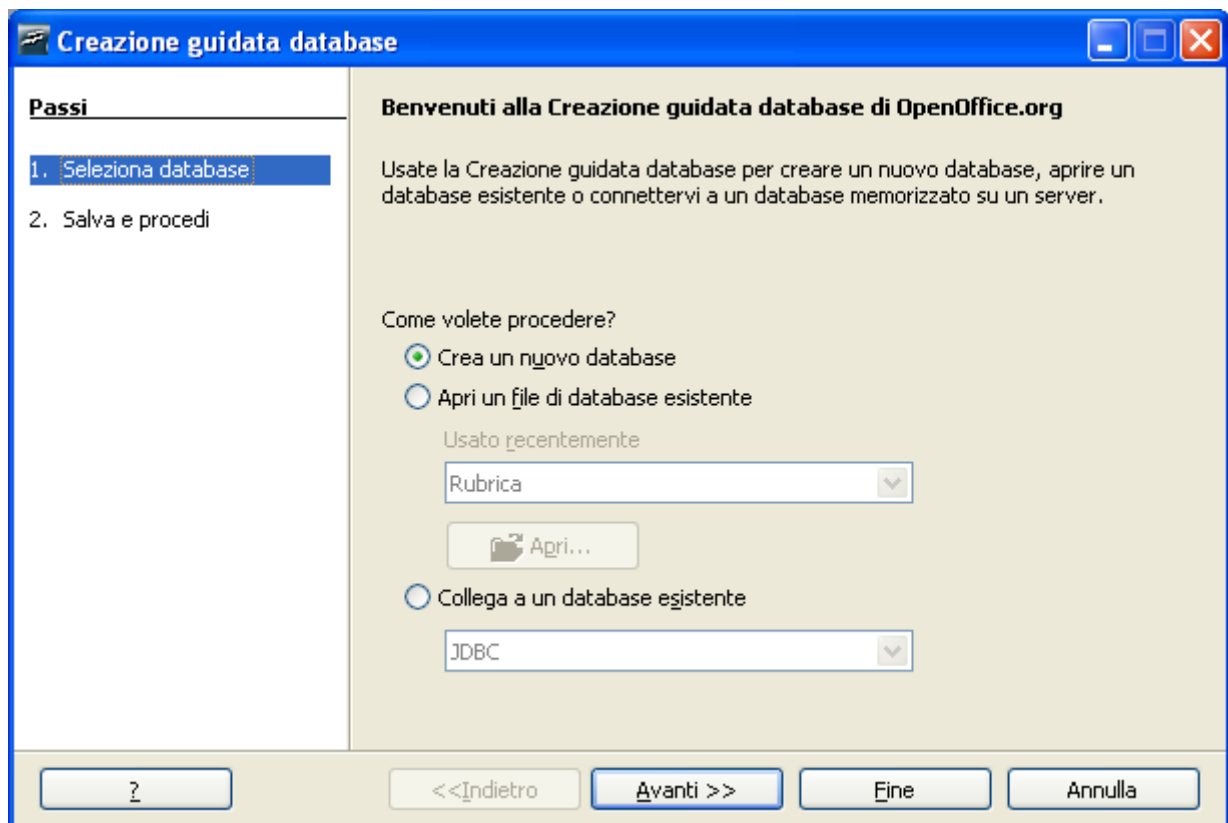 Creazione guidata database
Passi
1. Seleziona database
2. Salva e procedi
Benvenuti alla Creazione guidata database di OpenOffice.org
Usate la Creazione guidata database per creare un nuovo database, aprire un
database esistente o connettervi a un database memorizzato su un server.
Come volete procedere?
Crea un nuovo database
Apri un file di database esistente
Usato recentemente
Rubrica
Apri...
Collega a un database esistente
JDBC
?
<<Indietro
Avanti >>
Fine
Annulla